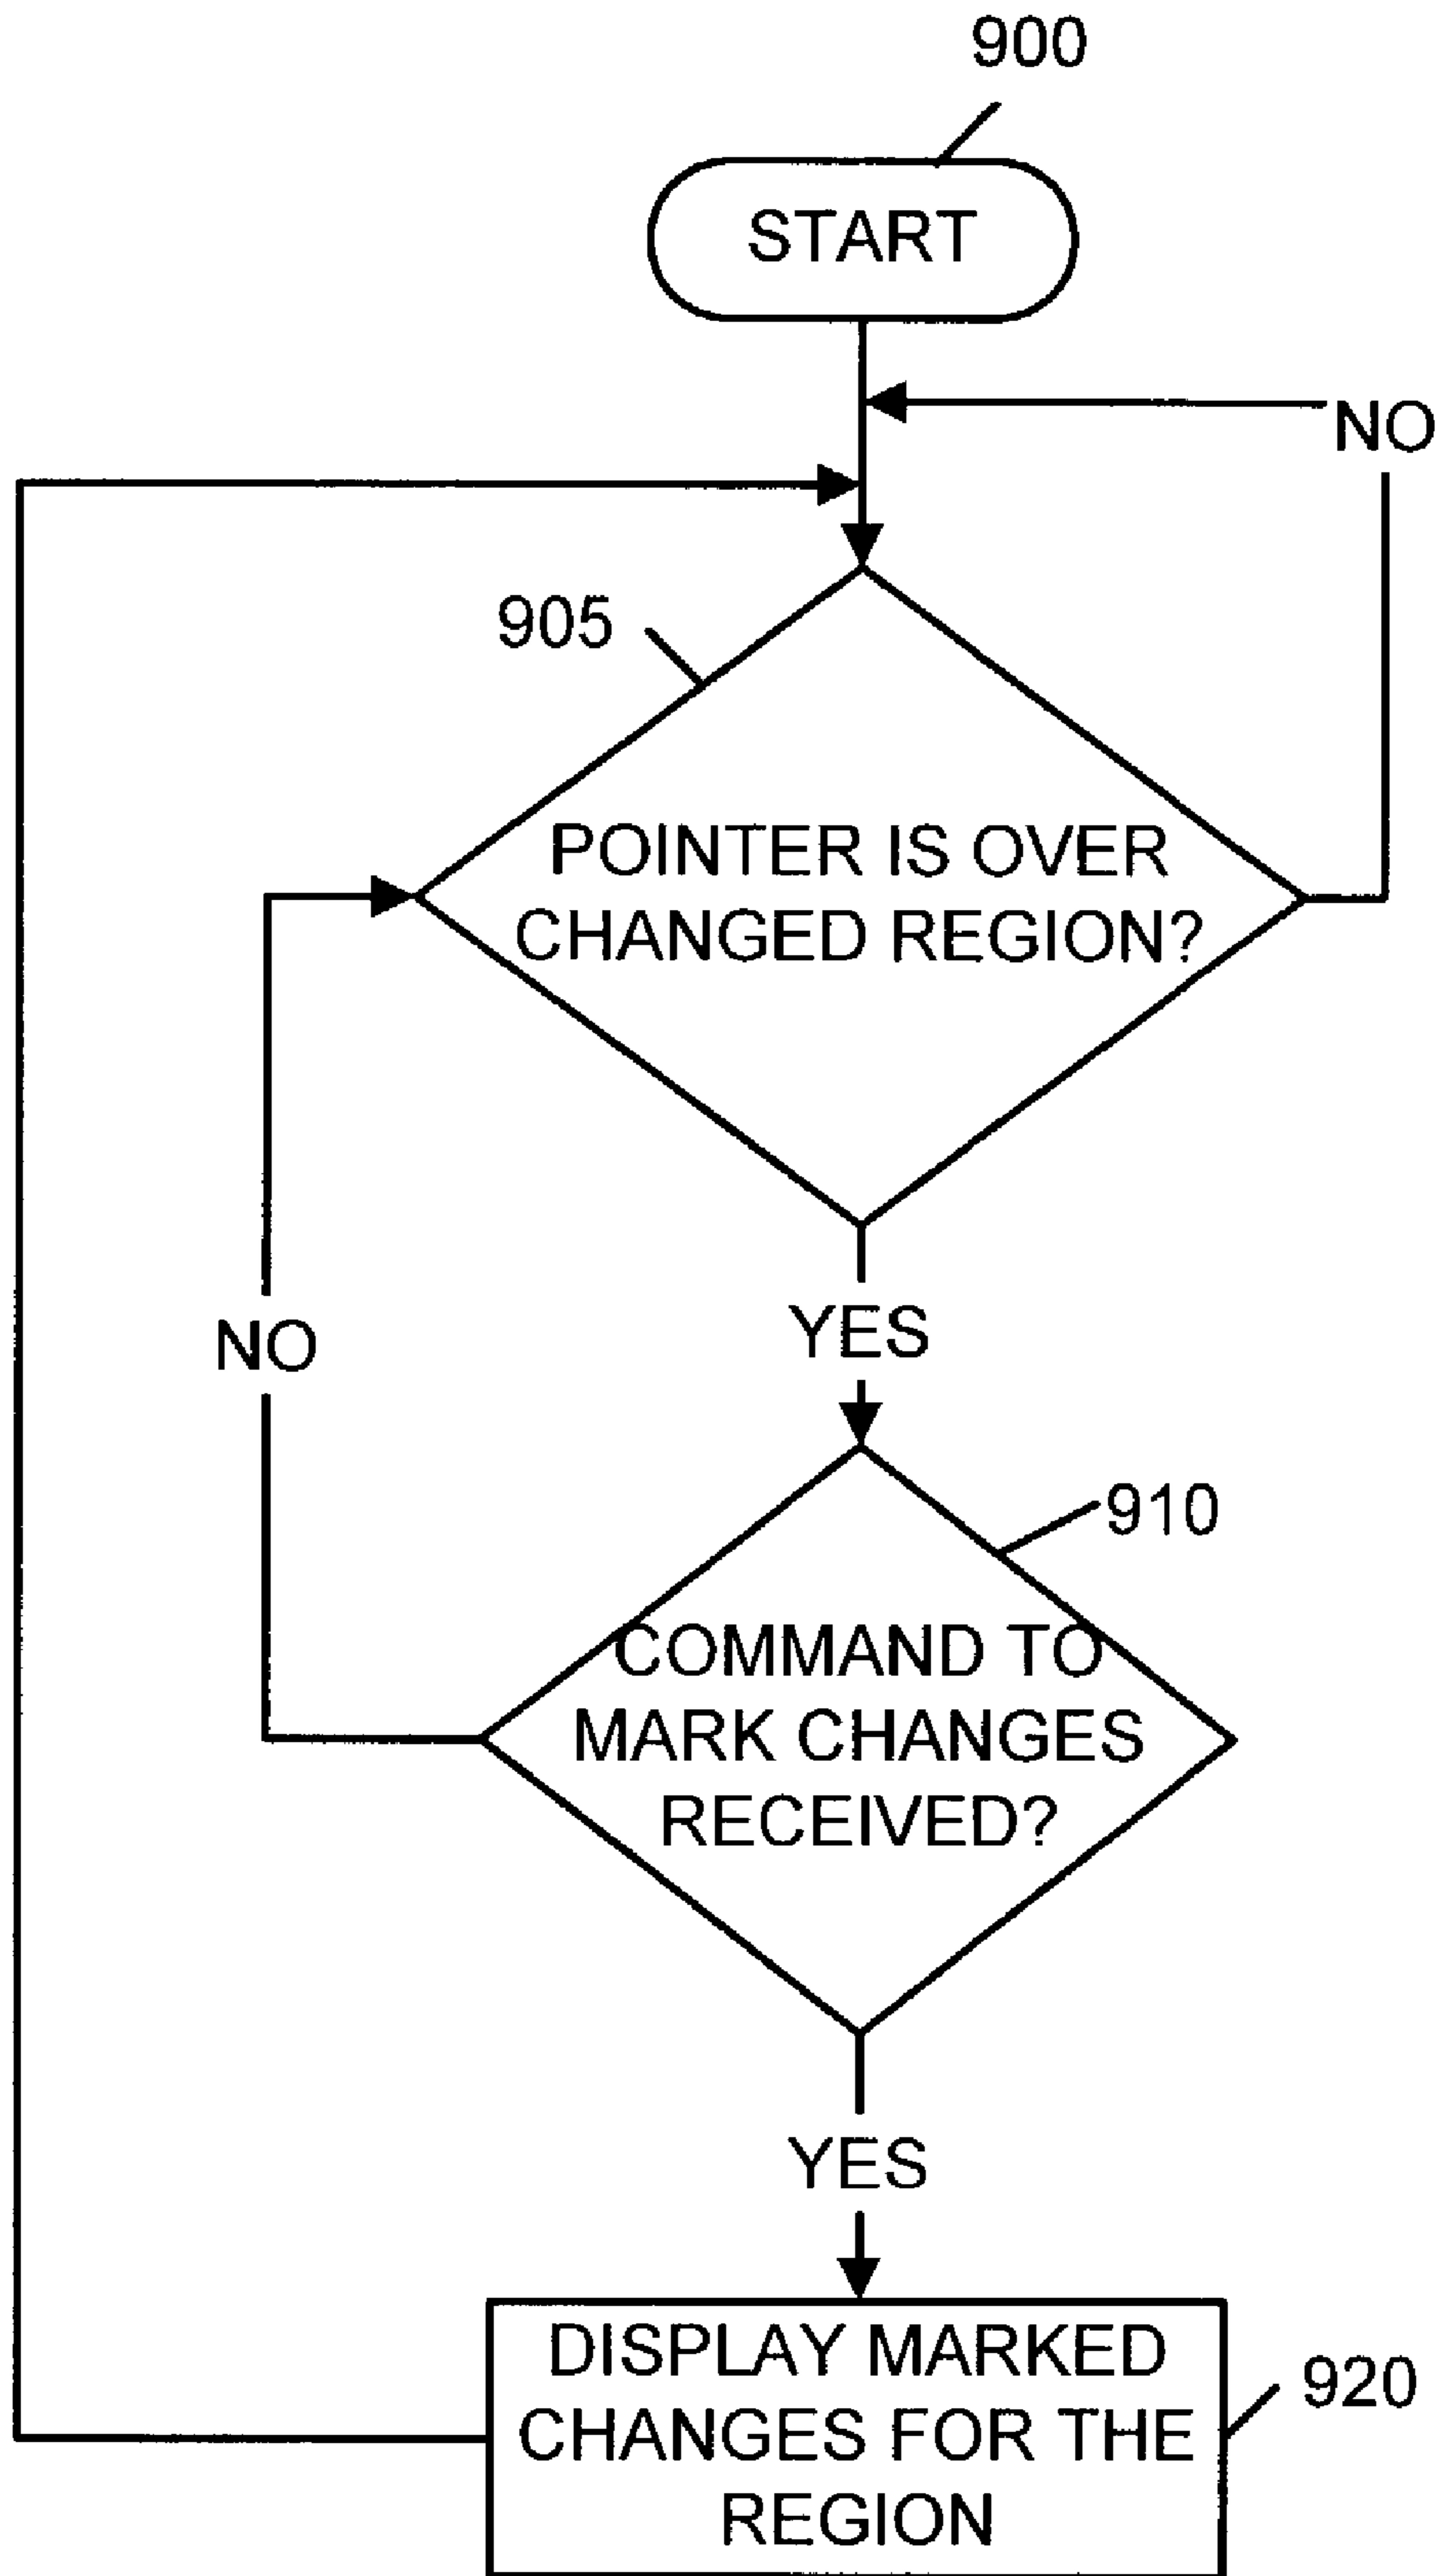 900
START
NO
905
POINTER IS OVER
CHANGED REGION?
YES
NO
910
COMMAND TO
MARK CHANGES
RECEIVED?
YES
DISPLAY MARKED
CHANGES FOR THE
REGION
920